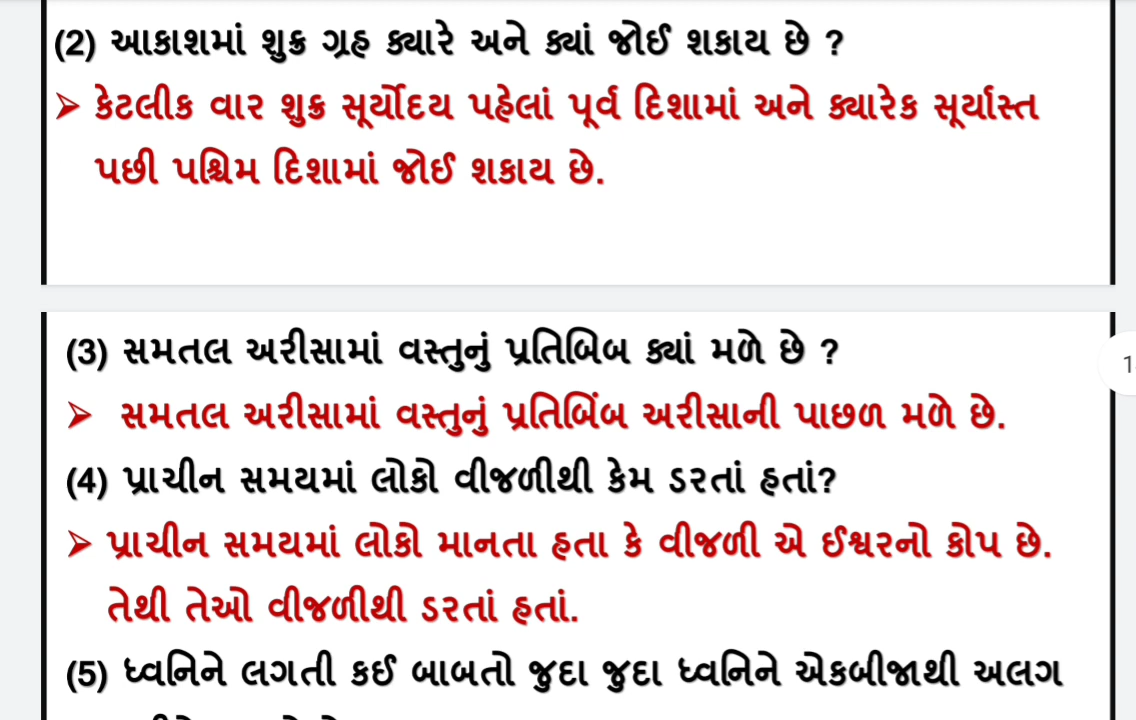 (2) આકાશમાં શુક્ર ગ્રહ ક્યારે અને ક્યાં જોઈ શકાય છે ?
➢ કેટલીક વાર શુક્ર સૂર્યોદય પહેલાં પૂર્વ દિશામાં અને ક્યારેક સૂર્યાસ્ત
પછી પશ્ચિમ દિશામાં જોઈ શકાય છે.
(3) સમતલ અરીસામાં વસ્તુનું પ્રતિબિબ ક્યાં મળે છે ?
➢ સમતલ અરીસામાં વસ્તુનું પ્રતિબિંબ અરીસાની પાછળ મળે છે.
(4) પ્રાચીન સમયમાં લોકો વીજળીથી કેમ ડરતાં હતાં?
➢ પ્રાચીન સમયમાં લોકો માનતા હતા કે વીજળી એ ઈશ્વરનો કોપ છે.
તેથી તેઓ વીજળીથી ડરતાં હતાં.
(5) ધ્વનિને લગતી કઈ બાબતો જુદા જુદા ધ્વનિને એકબીજાથી અલગ